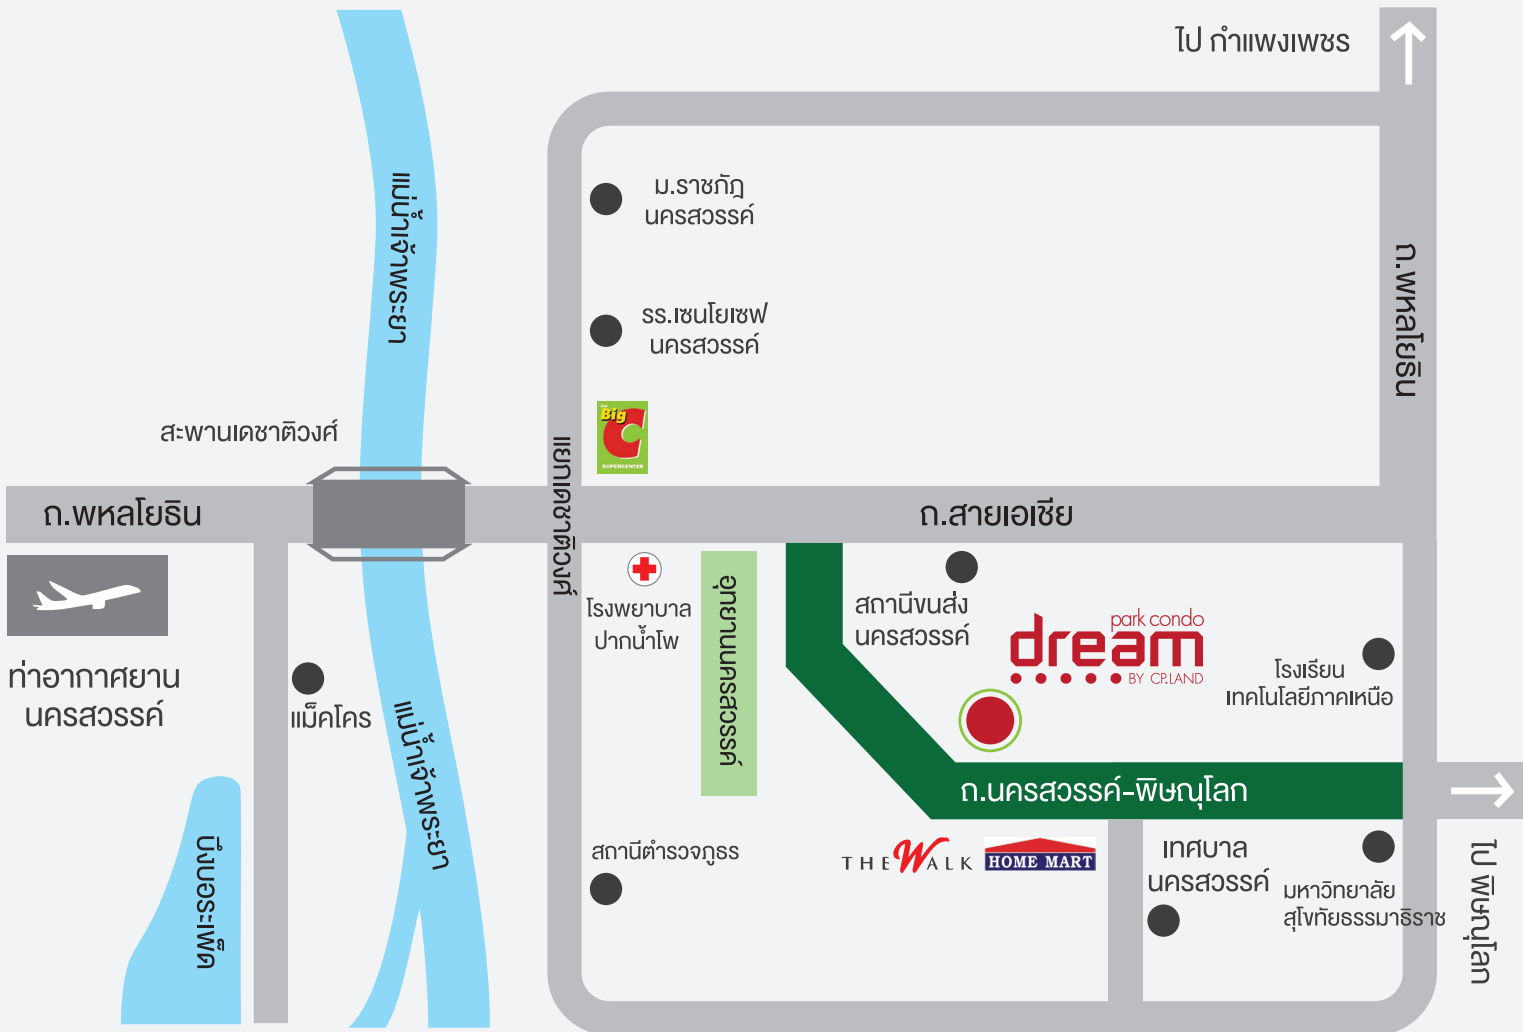 ไป กำแพงเพชร
แม่น้ำเจ้าพระยา
ม.ราชภัฎ
นครสวรรค์
รร.เซนโยเซฟ
นครสวรรค์
ถ.พหลโยธิน
Big
C
SUPERCENTER
สะพานเดชาติวงศ์
แยกเดชาติวงศ์
ถ.พหลโยธิน
ถ.สายเอเชีย
โรงพยาบาล
ปากน้ำโพ
อุทยานนครสวรรค์
สถานีขนส่ง
นครสวรรค์
park condo
dream
BY CP.LAND
โรงเรียน
เทคโนโลยีภาคเหนือ
ท่าอากาศยาน
นครสวรรค์
แม็คโคร
แม่น้ำเจ้าพระยา
ถ.นครสวรรค์-พิษณุโลก
บึงบอระเพ็ด
สถานีตำรวจภูธร
THE WALK
HOME MART
เทศบาล
นครสวรรค์
มหาวิทยาลัย
สุโขทัยธรรมาธิราช
ไป พิษณุโลก